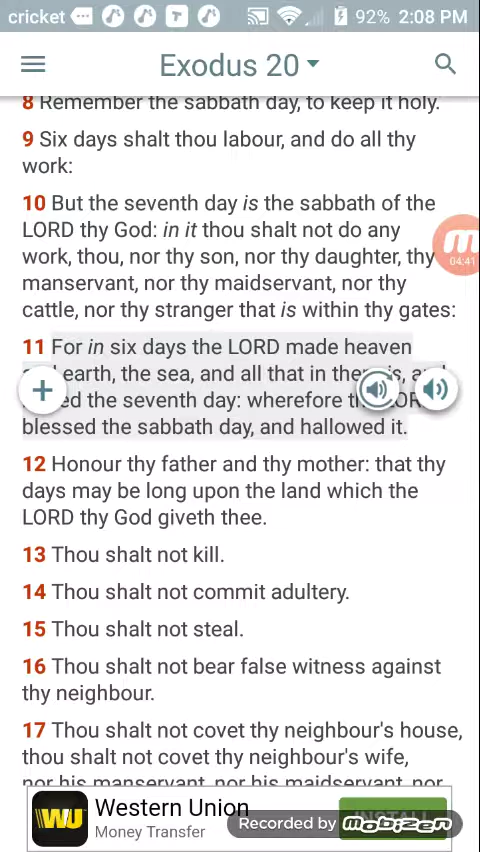 cricket 92% 2:08 PM
Exodus 20
8 Remember the sabbath day, to keep it holy.
9 Six days shalt thou labour, and do all thy
work:
10 But the seventh day is the sabbath of the
LORD thy God: in it thou shalt not do any
work, thou, nor thy son, nor thy daughter, thy
manservant, nor thy maidservant, nor thy
cattle, nor thy stranger that is within thy gates:
04:41
11 For in six days the LORD made heaven
earth, the sea, and all that in there is, and
the seventh day: wherefore the LORD
blessed the sabbath day, and hallowed it.
12 Honour thy father and thy mother: that thy
days may be long upon the land which the
LORD thy God giveth thee.
13 Thou shalt not kill.
14 Thou shalt not commit adultery.
15 Thou shalt not steal.
16 Thou shalt not bear false witness against
thy neighbour.
17 Thou shalt not covet thy neighbour's house,
thou shalt not covet thy neighbour's wife,
nor his manservant, nor his maidservant, nor
WU
Western Union
Money Transfer
Recorded by mobizen